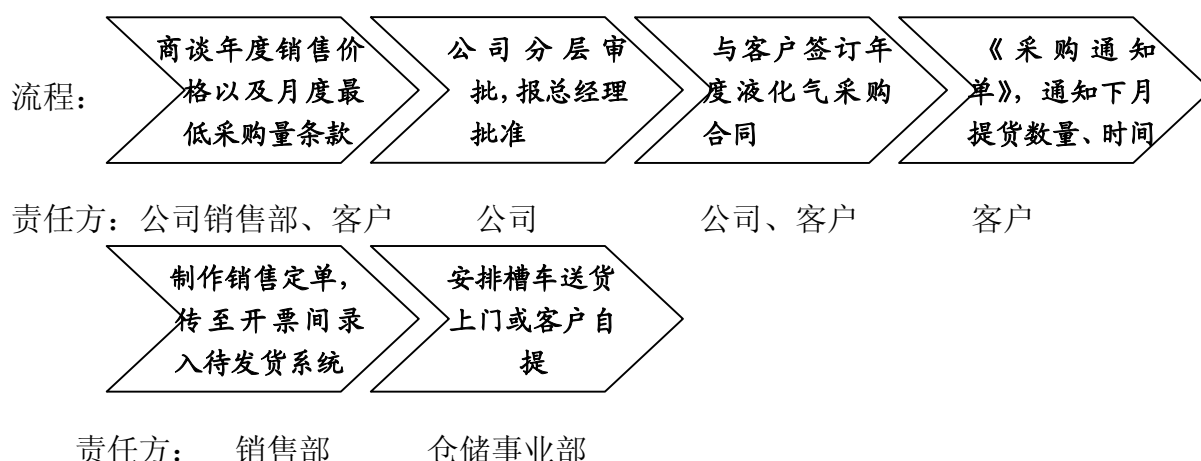 流程：
商谈年度销售价
格以及月度最
低采购量条款
公司分层审
批，报总经理
批准
与客户签订年
度液化气采购
合同
《采购通知
单》，通知下月
提货数量、时间
责任方：公司销售部、客户 公司 公司、客户 客户
制作销售定单，
传至开票间录
入待发货系统
安排槽车送货
上门或客户自
提
责任方： 销售部 仓储事业部